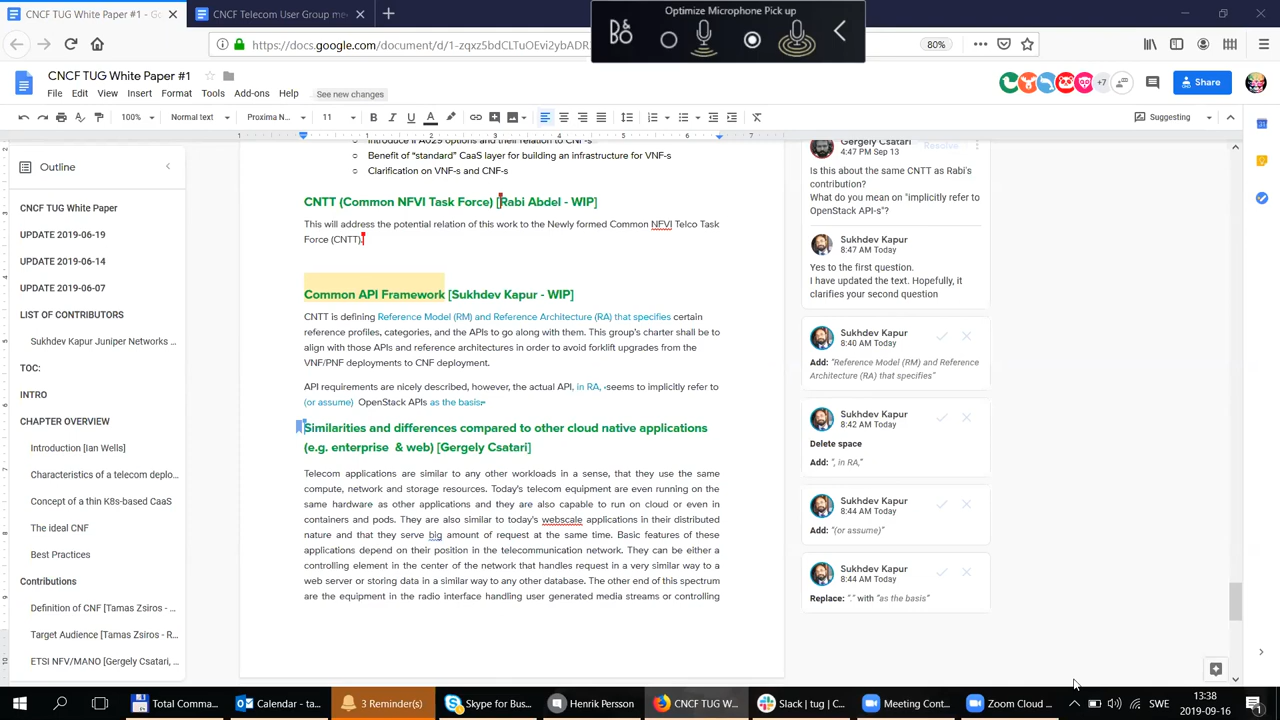 CNCF TUG White Paper #1 -
CNCF Telecom User Group me
Optimize Microphone Pick up
B&O
https://docs.google.com/document/d/1-zqxz5bdCLTuOEvi2ybADR
80%
CNCF TUG White Paper #1
File Edit View Insert Format Tools Add-ons Help See new changes
+7
Share
100% Normal text Proxima N... 11
Suggesting
Outline
CNCF TUG White Paper
UPDATE 2019-06-19
UPDATE 2019-06-14
UPDATE 2019-06-07
LIST OF CONTRIBUTORS
Sukhdev Kapur Juniper Networks ...
TOC:
INTRO
CHAPTER OVERVIEW
Introduction [Ian Wells]
Characteristics of a telecom deplo...
Concept of a thin K8s-based CaaS
The ideal CNF
Best Practices
Contributions
Definition of CNF [Tamas Zsiros - ...
Target Audience [Tamas Zsiros - R...
ETSI NFV/MANO [Gergely Csatari, ...
Introduce IFA029 options and their relation to CNF-s
Benefit of "standard" CaaS layer for building an infrastructure for VNF-s
Clarification on VNF-s and CNF-s
CNTT (Common NFVI Task Force) [Rabi Abdel - WIP]
This will address the potential relation of this work to the Newly formed Common NFVI Telco Task
Force (CNTT).
Common API Framework [Sukhdev Kapur - WIP]
CNTT is defining Reference Model (RM) and Reference Architecture (RA) that specifies certain
reference profiles, categories, and the APIs to go along with them. This group's charter shall be to
align with those APIs and reference architectures in order to avoid forklift upgrades from the
VNF/PNF deployments to CNF deployment.
API requirements are nicely described, however, the actual API, in RA, seems to implicitly refer to
(or assume) OpenStack APIs as the basis.
Similarities and differences compared to other cloud native applications
(e.g. enterprise & web) [Gergely Csatari]
Telecom applications are similar to any other workloads in a sense, that they use the same
compute, network and storage resources. Today's telecom equipment are even running on the
same hardware as other applications and they are also capable to run on cloud or even in
containers and pods. They are also similar to today's webscale applications in their distributed
nature and that they serve big amount of request at the same time. Basic features of these
applications depend on their position in the telecommunication network. They can be either a
controlling element in the center of the network that handles request in a very similar way to a
web server or storing data in a similar way to any other database. The other end of this spectrum
are the equipment in the radio interface handling user generated media streams or controlling
Gergely Csatari
4:47 PM Sep 13
Resolve
Is this about the same CNTT as Rabi's
contribution?
What do you mean on "implicitly refer to
OpenStack API-s"?
Sukhdev Kapur
8:47 AM Today
Yes to the first question.
I have updated the text. Hopefully, it
clarifies your second question
Sukhdev Kapur
8:40 AM Today
Add: "Reference Model (RM) and Reference
Architecture (RA) that specifies"
Sukhdev Kapur
8:42 AM Today
Delete space
Add: ", in RA,"
Sukhdev Kapur
8:44 AM Today
Add: "(or assume)"
Sukhdev Kapur
8:44 AM Today
Replace: "." with "as the basis"
Total Comma...
Calendar - ta...
3 Reminder(s)
Skype for Bus...
Henrik Persson
CNCF TUG W...
Slack | tug | C...
Meeting Cont...
Zoom Cloud ...
SWE
13:38
2019-09-16
1